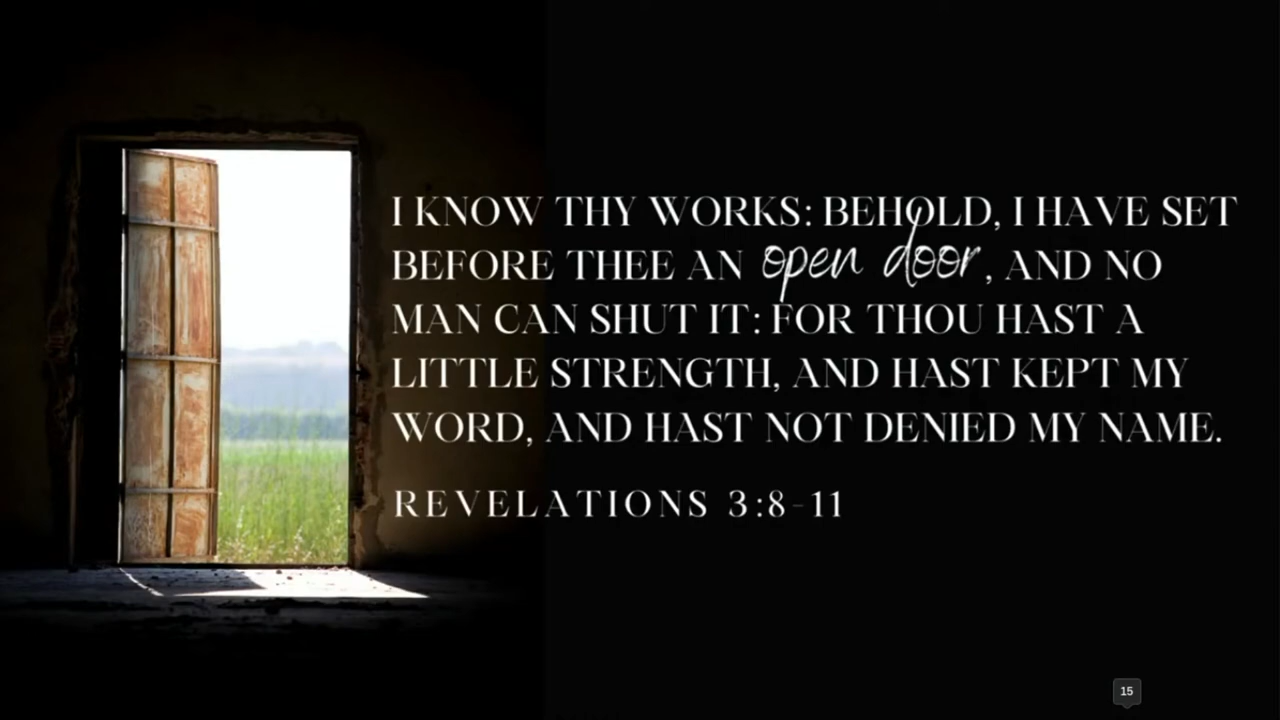 I KNOW THY WORKS: BEHOLD, I HAVE SET
BEFORE THEE AN open door, AND NO
MAN CAN SHUT IT: FOR THOU HAST A
LITTLE STRENGTH, AND HAST KEPT MY
WORD, AND HAST NOT DENIED MY NAME.
REVELATIONS 3:8-11
15